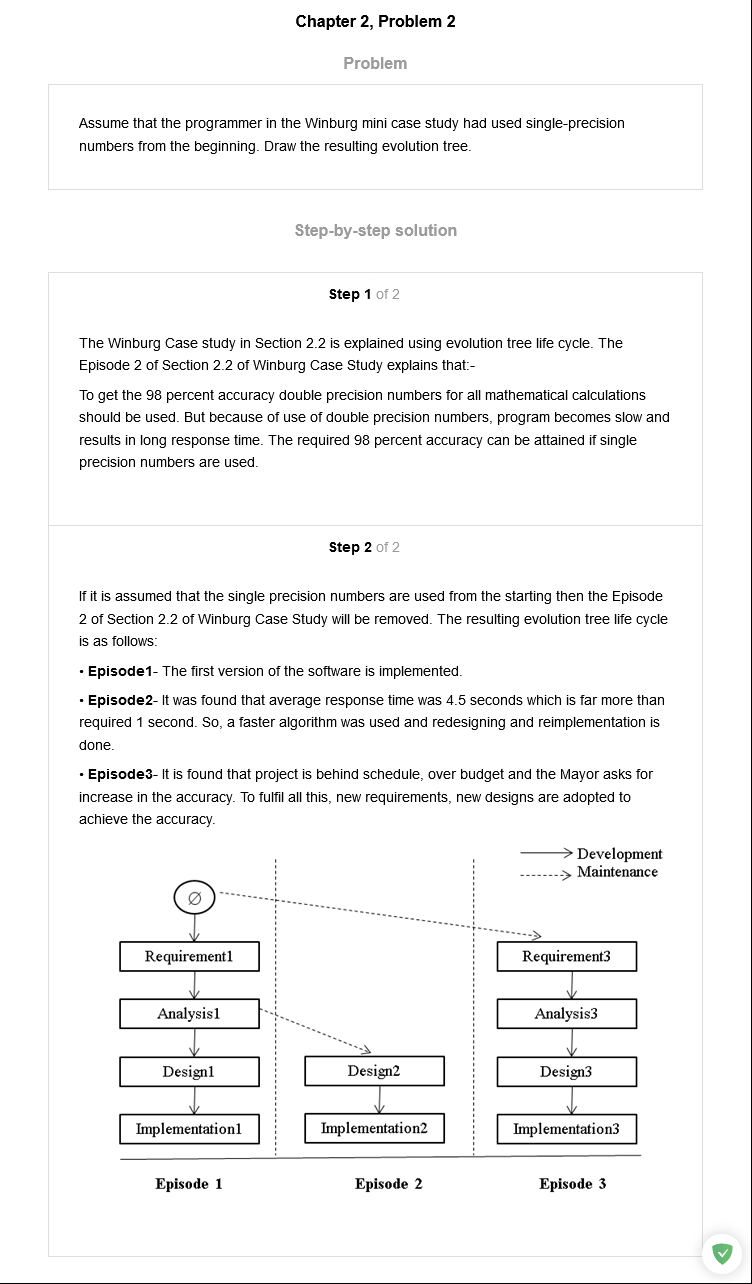 Chapter 2, Problem 2
Problem
Assume that the programmer in the Winburg mini case study had used single-precision
numbers from the beginning. Draw the resulting evolution tree.
Step-by-step solution
Step 1 of 2
The Winburg Case study in Section 2.2 is explained using evolution tree life cycle. The
Episode 2 of Section 2.2 of Winburg Case Study explains that:-
To get the 98 percent accuracy double precision numbers for all mathematical calculations
should be used. But because of use of double precision numbers, program becomes slow and
results in long response time. The required 98 percent accuracy can be attained if single
precision numbers are used.
Step 2 of 2
If it is assumed that the single precision numbers are used from the starting then the Episode
2 of Section 2.2 of Winburg Case Study will be removed. The resulting evolution tree life cycle
is as follows:
• Episode1- The first version of the software is implemented.
• Episode2- It was found that average response time was 4.5 seconds which is far more than
required 1 second. So, a faster algorithm was used and redesigning and reimplementation is
done.
• Episode3- It is found that project is behind schedule, over budget and the Mayor asks for
increase in the accuracy. To fulfil all this, new requirements, new designs are adopted to
achieve the accuracy.
Development
Maintenance
∅
Requirement1
Requirement3
Analysis1
Analysis3
Design1
Design2
Design3
Implementation1
Implementation2
Implementation3
Episode 1
Episode 2
Episode 3